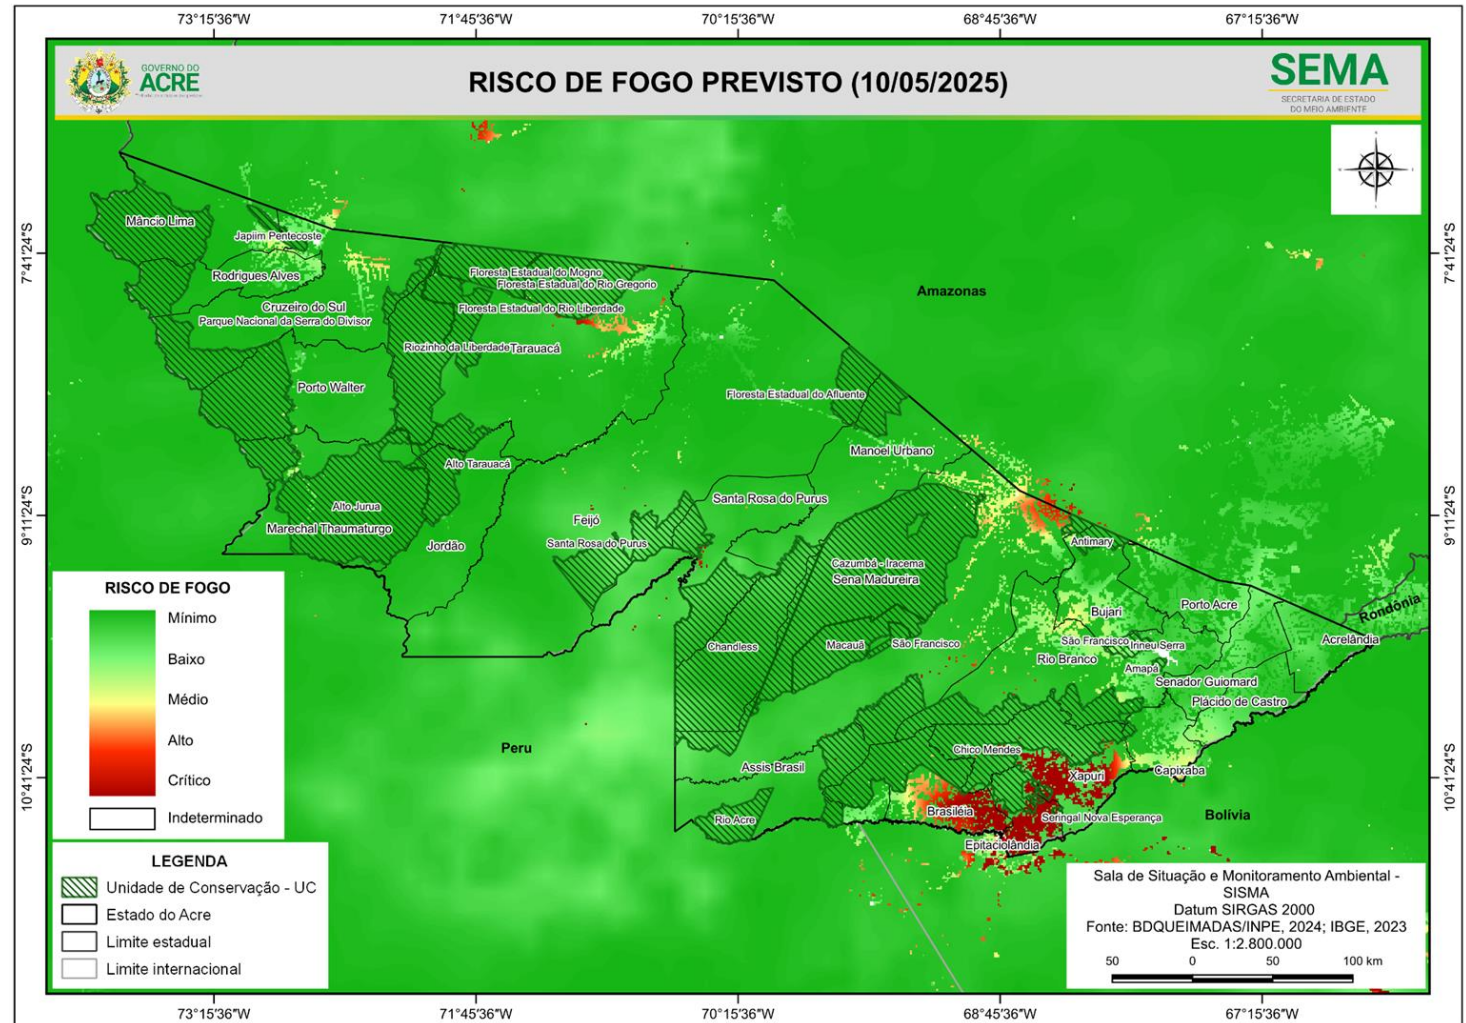 73°15'36"W 71°45'36"W 70°15'36"W 68°45'36"W 67°15'36"W
GOVERNO DO
ACRE
RISCO DE FOGO PREVISTO (10/05/2025)
SEMA
SECRETARIA DE ESTADO
DO MEIO AMBIENTE
7°41'24"S
7°41'24"S
9°11'24"S
9°11'24"S
10°41'24"S
10°41'24"S
Mâncio Lima
Japiim Pentecoste
Rodrigues Alves
Cruzeiro do Sul
Parque Nacional da Serra do Divisor
Floresta Estadual do Mogno
Floresta Estadual do Rio Gregorio
Floresta Estadual do Rio Liberdade
Riozinho da Liberdade
Tarauacá
Amazonas
Porto Walter
Floresta Estadual do Afluente
Manoel Urbano
Alto Tarauacá
Santa Rosa do Purus
Alto Jurua
Marechal Thaumaturgo
Feijó
Santa Rosa do Purus
Jordão
Antimary
Cazumbá - Iracema
Sena Madureira
Porto Acre
Bujari
Rondônia
Acrelândia
Chandless
Macauã
São Francisco
São Francisco
Irineu Serra
Rio Branco
Amapá
Senador Guiomard
Plácido de Castro
Peru
Chico Mendes
Assis Brasil
Xapuri
Capixaba
Rio Acre
Brasiléia
Seringal Nova Esperança
Bolívia
Epitaciolândia
RISCO DE FOGO
Mínimo
Baixo
Médio
Alto
Crítico
Indeterminado
LEGENDA
Unidade de Conservação - UC
Estado do Acre
Limite estadual
Limite internacional
Sala de Situação e Monitoramento Ambiental -
SISMA
Datum SIRGAS 2000
Fonte: BDQUEIMADAS/INPE, 2024; IBGE, 2023
Esc. 1:2.800.000
50 0 50 100 km
73°15'36"W 71°45'36"W 70°15'36"W 68°45'36"W 67°15'36"W